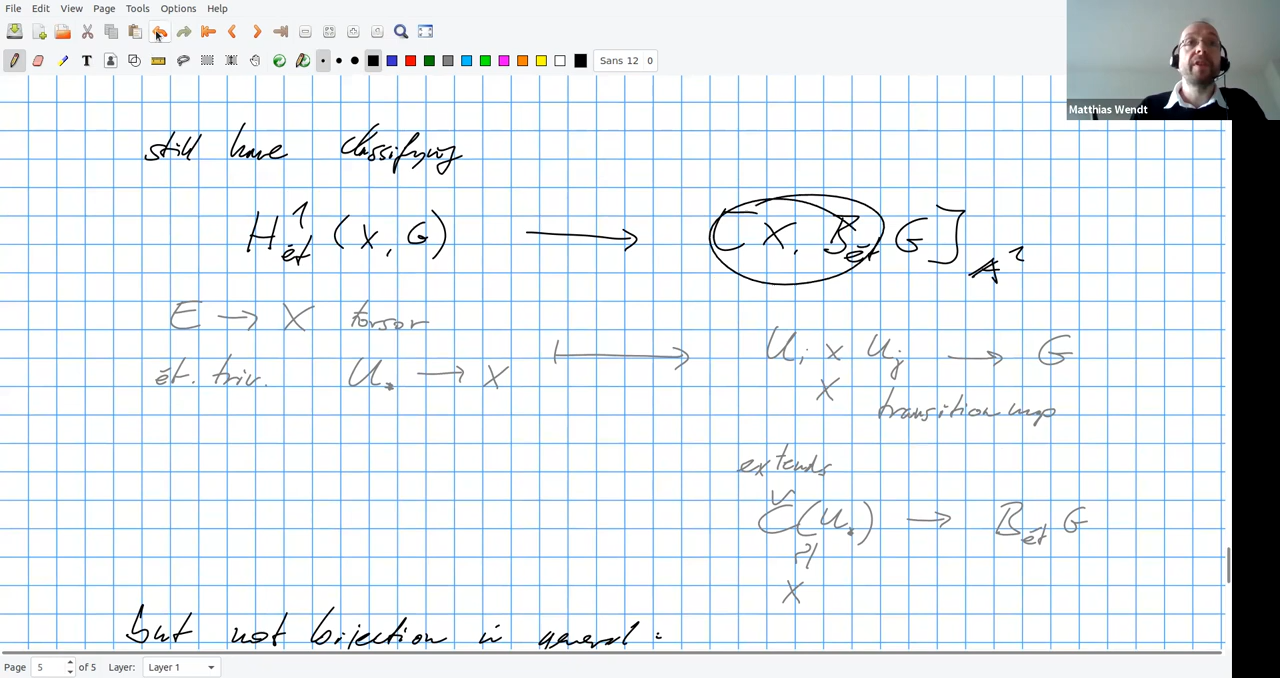 File Edit View Page Tools Options Help
Sans 12 0
Matthias Wendt
still have classifying
H¹ét (X, G) ⟶ [X, Bét G]𝔸¹
E → X torsor
ét. triv. U• → X ⟼ Ui ×X Uj → G
transition map
extends
Č(U•) → Bét G
≀|
X
but not bijection in general :
Page 5 of 5 Layer: Layer 1